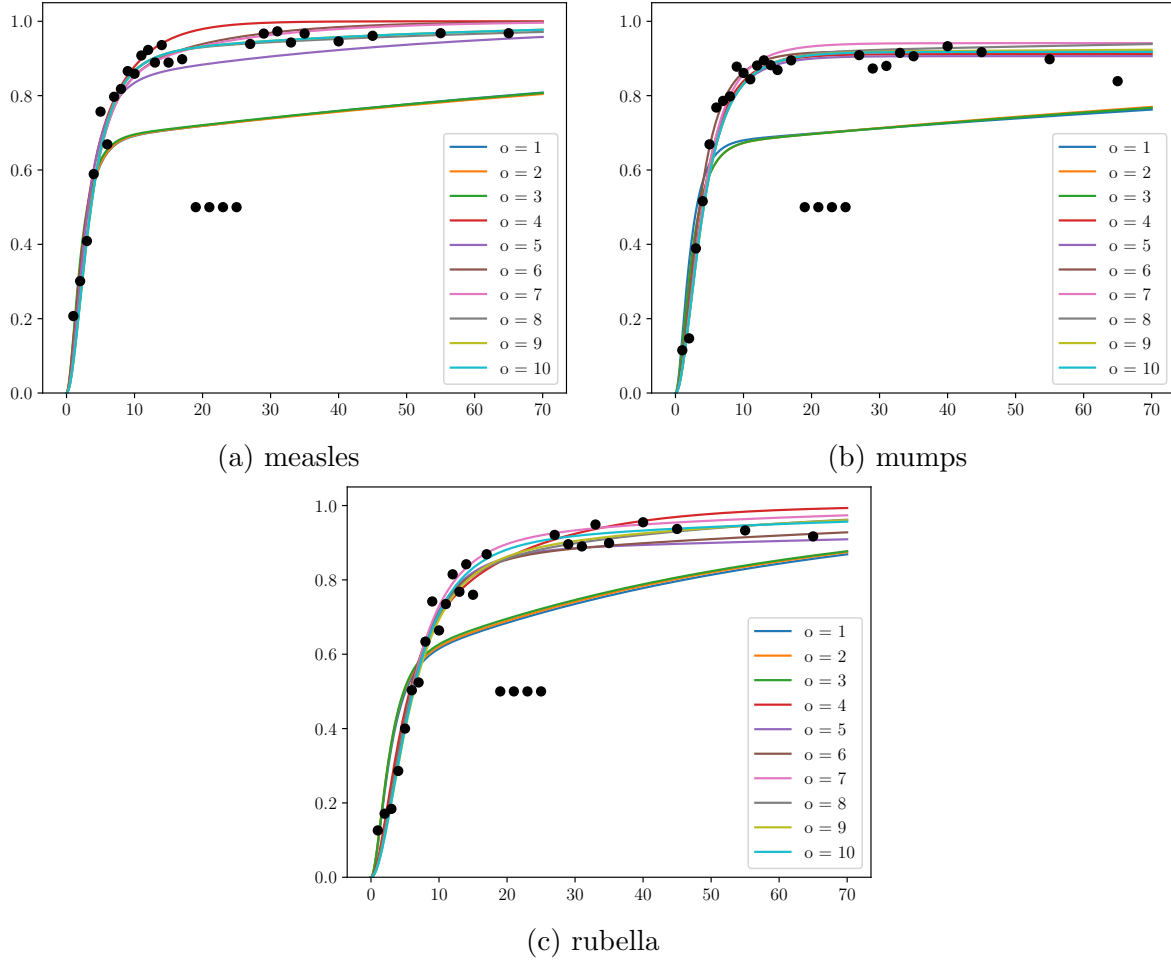 1.0
0.8
0.6
0.4
0.2
0.0
0 10 20 30 40 50 60 70
o = 1
o = 2
o = 3
o = 4
o = 5
o = 6
o = 7
o = 8
o = 9
o = 10
(a) measles
1.0
0.8
0.6
0.4
0.2
0.0
0 10 20 30 40 50 60 70
o = 1
o = 2
o = 3
o = 4
o = 5
o = 6
o = 7
o = 8
o = 9
o = 10
(b) mumps
1.0
0.8
0.6
0.4
0.2
0.0
0 10 20 30 40 50 60 70
o = 1
o = 2
o = 3
o = 4
o = 5
o = 6
o = 7
o = 8
o = 9
o = 10
(c) rubella